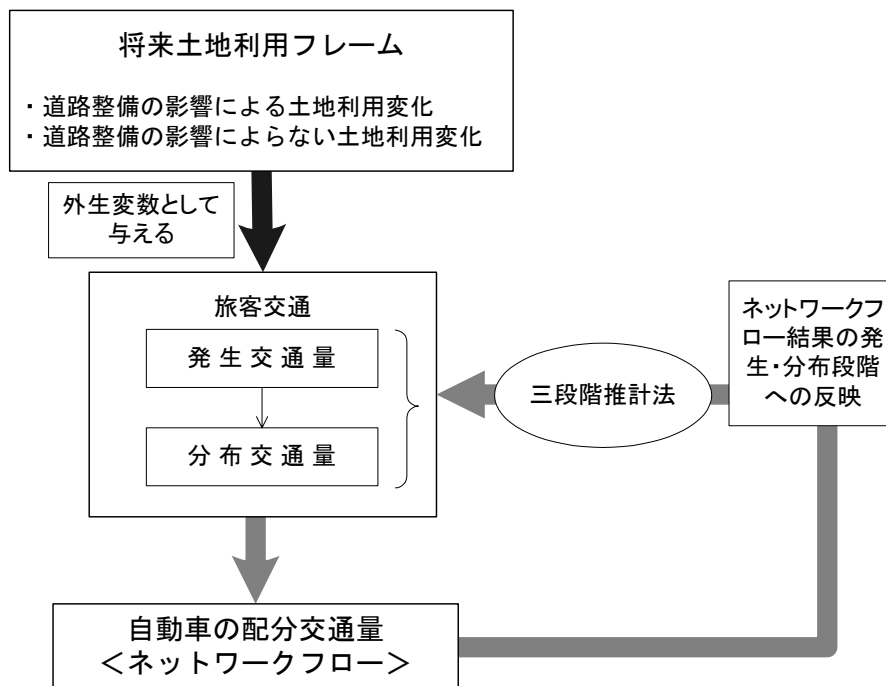 将来土地利用フレーム
・道路整備の影響による土地利用変化
・道路整備の影響によらない土地利用変化
外生変数として
与える
旅客交通
発生交通量
分布交通量
三段階推計法
ネットワークフ
ロー結果の発
生・分布段階
への反映
自動車の配分交通量
＜ネットワークフロー＞